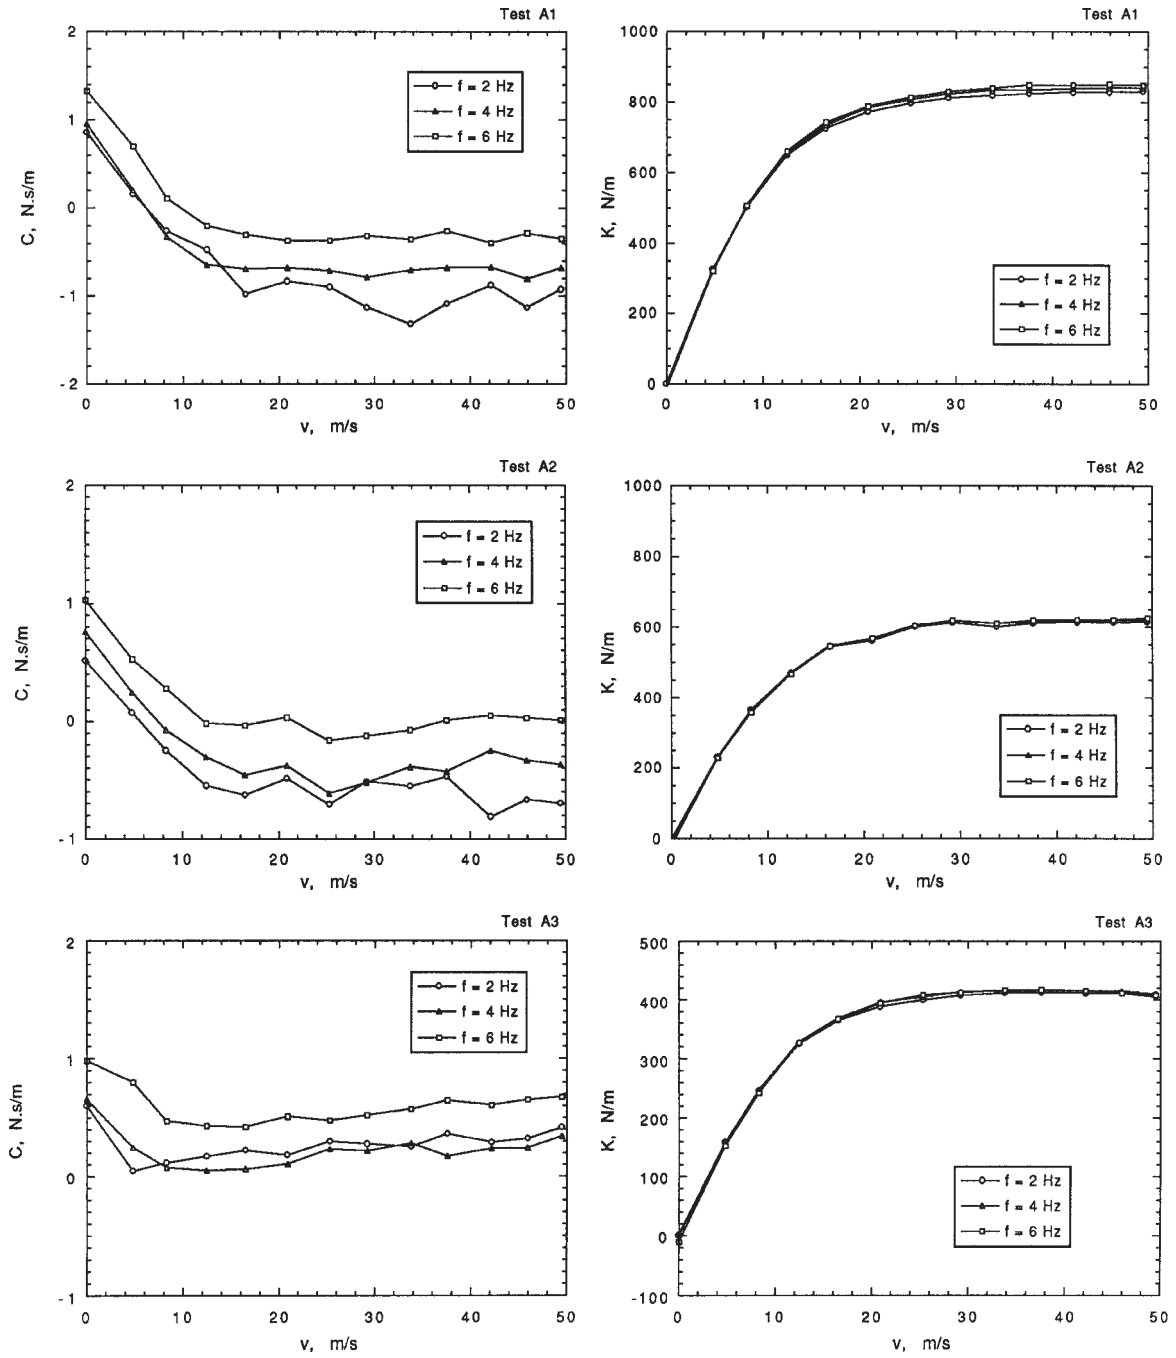 Test A1
2
1
0
-1
-2
C, N.s/m
f = 2 Hz
f = 4 Hz
f = 6 Hz
0 10 20 30 40 50
v, m/s
Test A1
1000
800
600
400
200
0
K, N/m
f = 2 Hz
f = 4 Hz
f = 6 Hz
0 10 20 30 40 50
v, m/s
Test A2
2
1
0
-1
C, N.s/m
f = 2 Hz
f = 4 Hz
f = 6 Hz
0 10 20 30 40 50
v, m/s
Test A2
1000
800
600
400
200
0
K, N/m
f = 2 Hz
f = 4 Hz
f = 6 Hz
0 10 20 30 40 50
v, m/s
Test A3
2
1
0
-1
C, N.s/m
f = 2 Hz
f = 4 Hz
f = 6 Hz
0 10 20 30 40 50
v, m/s
Test A3
500
400
300
200
100
0
-100
K, N/m
f = 2 Hz
f = 4 Hz
f = 6 Hz
0 10 20 30 40 50
v, m/s